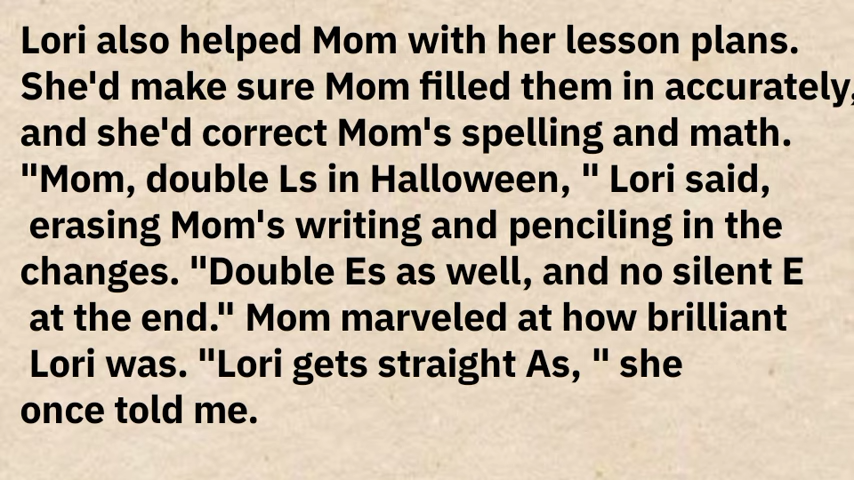 Lori also helped Mom with her lesson plans.
She'd make sure Mom filled them in accurately,
and she'd correct Mom's spelling and math.
"Mom, double Ls in Halloween, " Lori said,
erasing Mom's writing and penciling in the
changes. "Double Es as well, and no silent E
at the end." Mom marveled at how brilliant
Lori was. "Lori gets straight As, " she
once told me.